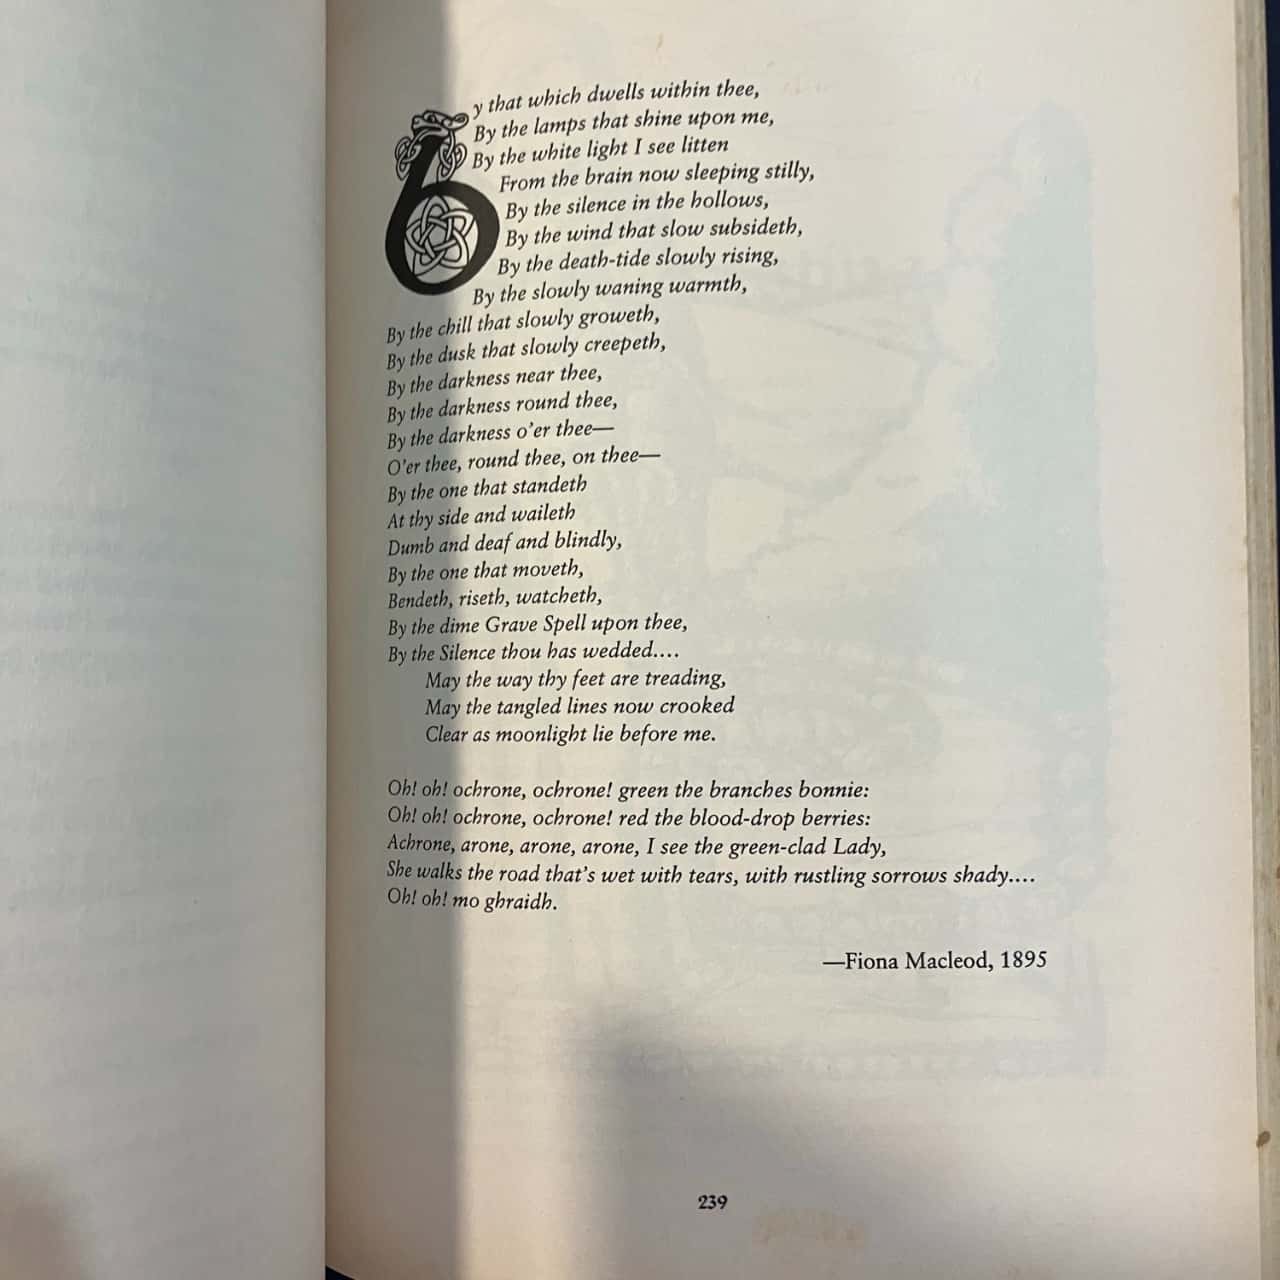 By that which dwells within thee,
By the lamps that shine upon me,
By the white light I see litten
From the brain now sleeping stilly,
By the silence in the hollows,
By the wind that slow subsideth,
By the death-tide slowly rising,
By the slowly waning warmth,
By the chill that slowly groweth,
By the dusk that slowly creepeth,
By the darkness near thee,
By the darkness round thee,
By the darkness o'er thee—
O'er thee, round thee, on thee—
By the one that standeth
At thy side and waileth
Dumb and deaf and blindly,
By the one that moveth,
Bendeth, riseth, watcheth,
By the dime Grave Spell upon thee,
By the Silence thou has wedded....
May the way thy feet are treading,
May the tangled lines now crooked
Clear as moonlight lie before me.
Oh! oh! ochrone, ochrone! green the branches bonnie:
Oh! oh! ochrone, ochrone! red the blood-drop berries:
Achrone, arone, arone, arone, I see the green-clad Lady,
She walks the road that's wet with tears, with rustling sorrows shady....
Oh! oh! mo ghraidh.
—Fiona Macleod, 1895
239